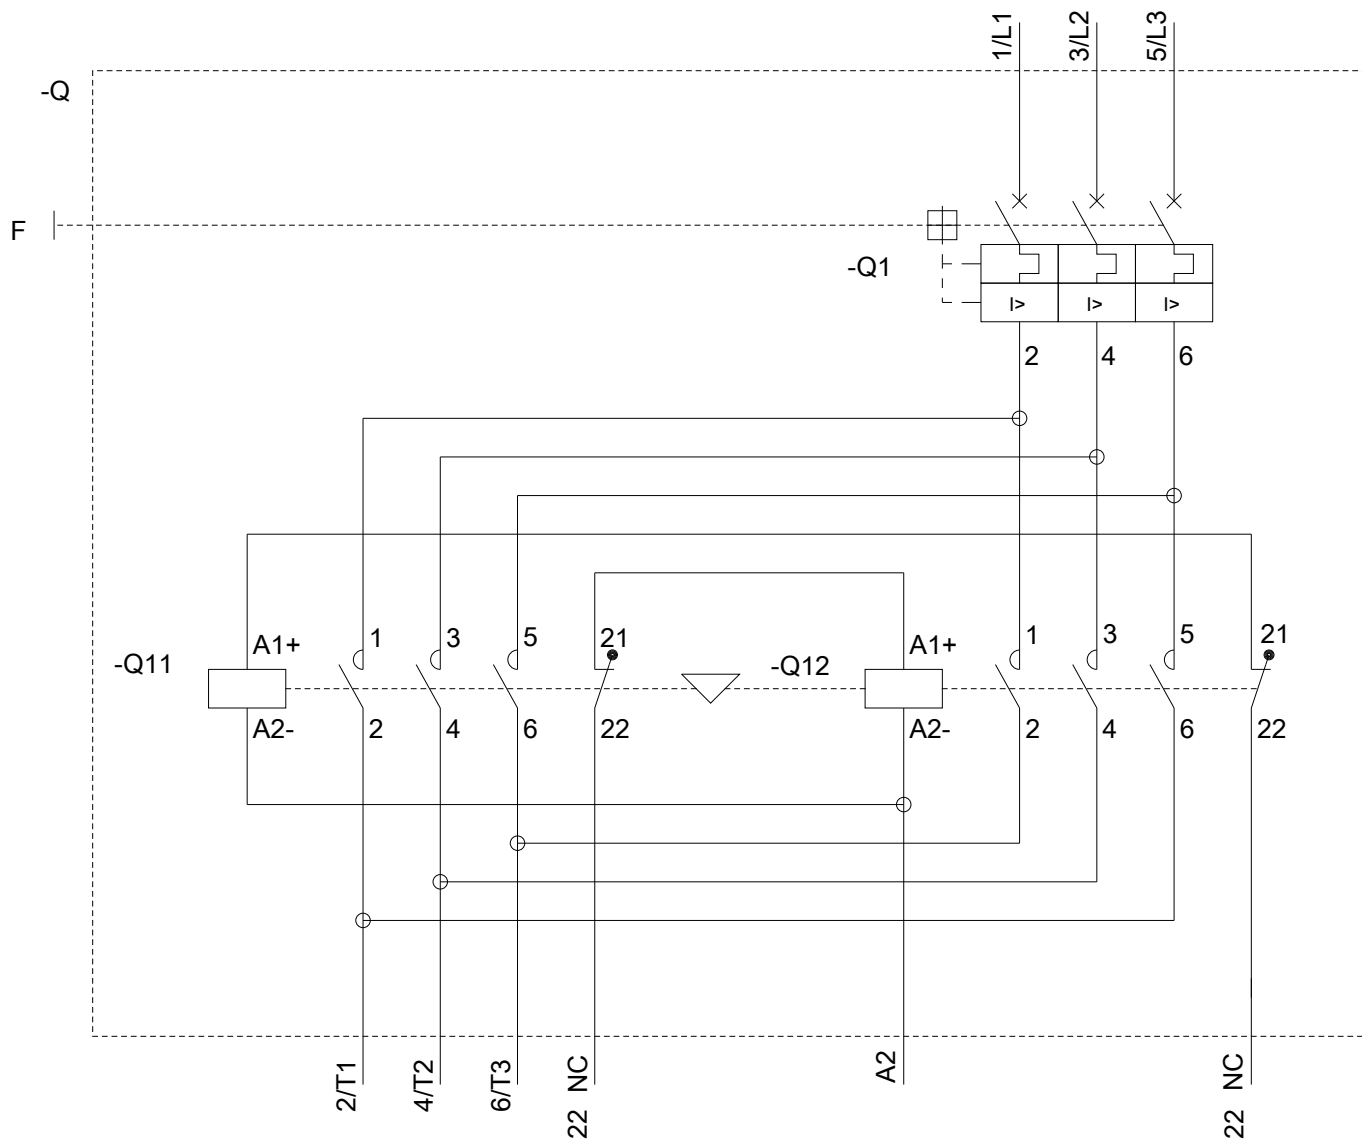 1/L1 3/L2 5/L3
-Q
F
-Q1
I> I> I>
2 4 6
1 3 5 21 1 3 5 21
A1+ A1+
-Q11 -Q12
A2- 2 4 6 22 A2- 2 4 6 22
2/T1 4/T2 6/T3 22 NC A2 22 NC